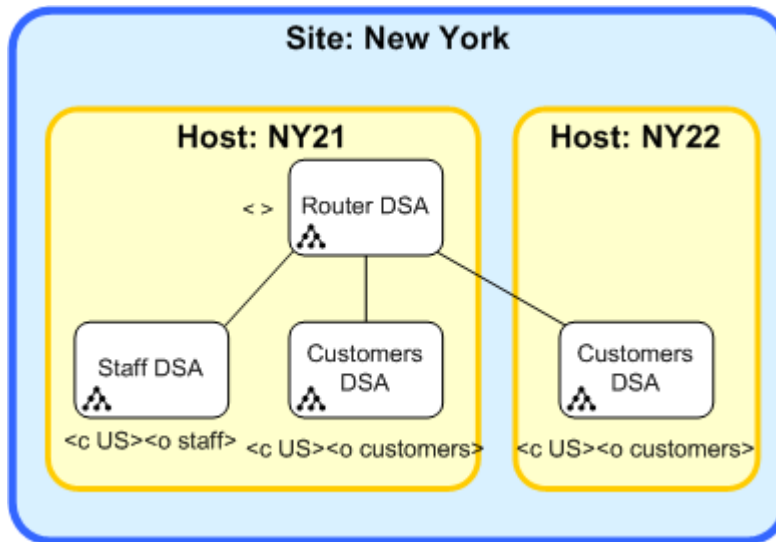 Site: New York
Host: NY21
Host: NY22
< >
Router DSA
Staff DSA
Customers
DSA
Customers
DSA
<c US><o staff>
<c US><o customers>
<c US><o customers>